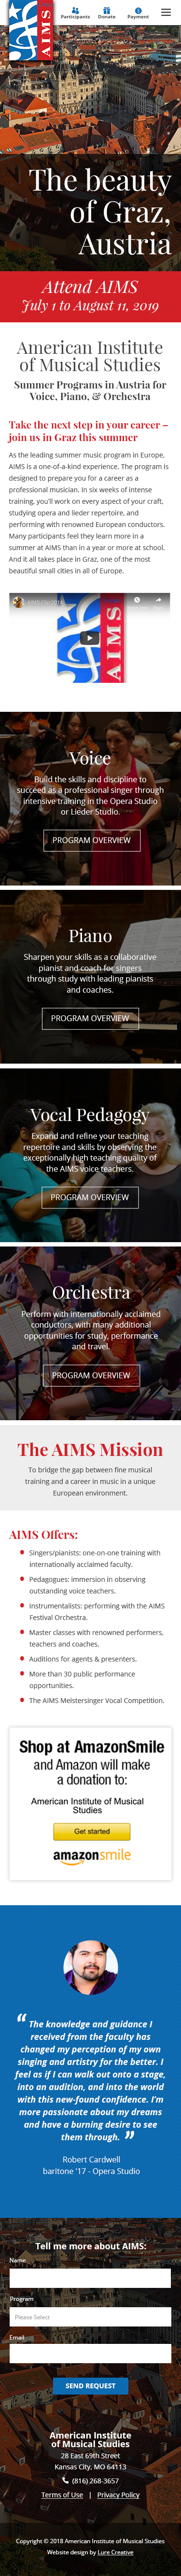 AIMS
Participants
Donate
Payment
The beauty
of Graz,
Austria
Attend AIMS
July 1 to August 11, 2019
American Institute
of Musical Studies
Summer Programs in Austria for
Voice, Piano, & Orchestra
Take the next step in your career –
join us in Graz this summer
As the leading summer music program in Europe,
AIMS is a one-of-a-kind experience. The program is
designed to prepare you for a career as a
professional musician. In six weeks of intense
training, you'll work on every aspect of your craft,
studying opera and lieder repertoire, and
performing with renowned European conductors.
Many participants feel they learn more in a
summer at AIMS than in a year or more at school.
And it all takes place in Graz, one of the most
beautiful small cities in all of Europe.
AIMS
Voice
Build the skills and discipline to
succeed as a professional singer through
intensive training in the Opera Studio
or Lieder Studio.
PROGRAM OVERVIEW
Piano
Sharpen your skills as a collaborative
pianist and coach for singers
through study with leading pianists
and coaches.
PROGRAM OVERVIEW
Vocal Pedagogy
Expand and refine your teaching
repertoire and skills by observing the
exceptionally high teaching quality of
the AIMS voice teachers.
PROGRAM OVERVIEW
Orchestra
Perform with internationally acclaimed
conductors, with many additional
opportunities for study, performance
and travel.
PROGRAM OVERVIEW
The AIMS Mission
To bridge the gap between fine musical
training and a career in music in a unique
European environment.
AIMS Offers:
Singers/pianists: one-on-one training with
internationally acclaimed faculty.
Pedagogues: immersion in observing
outstanding voice teachers.
Instrumentalists: performing with the AIMS
Festival Orchestra.
Master classes with renowned performers,
teachers and coaches.
Auditions for agents & presenters.
More than 30 public performance
opportunities.
The AIMS Meistersinger Vocal Competition.
Shop at AmazonSmile
and Amazon will make
a donation to:
American Institute of Musical
Studies
Get started
amazonsmile
“ The knowledge and guidance I
received from the faculty has
changed my perception of my own
singing and artistry for the better. I
feel as if I can walk out onto a stage,
into an audition, and into the world
with this new-found confidence. I'm
more passionate about my dreams
and have a burning desire to see
them through. ”
Robert Cardwell
baritone '17 - Opera Studio
Tell me more about AIMS:
Name
Program
Please Select
Email
SEND REQUEST
American Institute
of Musical Studies
28 East 69th Street
Kansas City, MO 64113
(816) 268-3657
Terms of Use | Privacy Policy
Copyright © 2018 American Institute of Musical Studies
Website design by Lure Creative